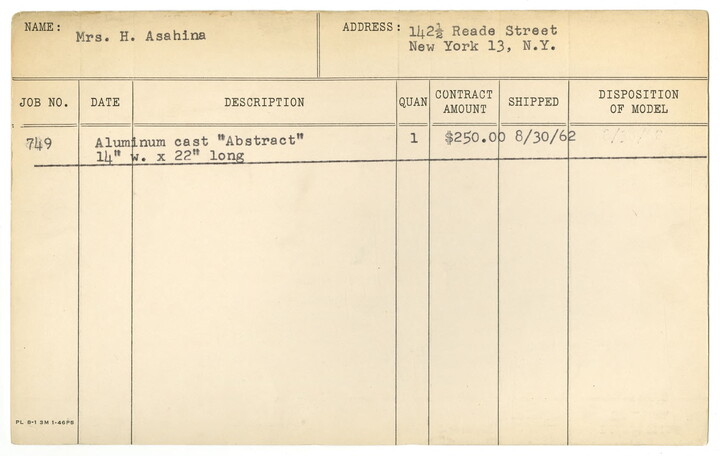 NAME: Mrs. H. Asahina
ADDRESS: 142½ Reade Street
New York 13, N.Y.
JOB NO. DATE DESCRIPTION QUAN CONTRACT AMOUNT SHIPPED DISPOSITION OF MODEL
749 Aluminum cast "Abstract" 1 $250.00 8/30/62
14" w. x 22" long
PL 8-1 3M 1-46PB